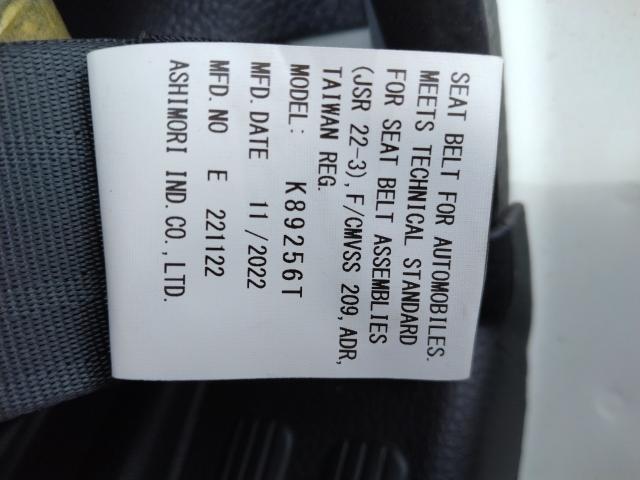 SEAT BELT FOR AUTOMOBILES.
MEETS TECHNICAL STANDARD
FOR SEAT BELT ASSEMBLIES
(JSR 22-3), F/CMVSS 209, ADR,
TAIWAN REG.
MODEL: K89256T
MFD. DATE 11/2022
MFD. NO E 221122
ASHIMORI IND. CO., LTD.